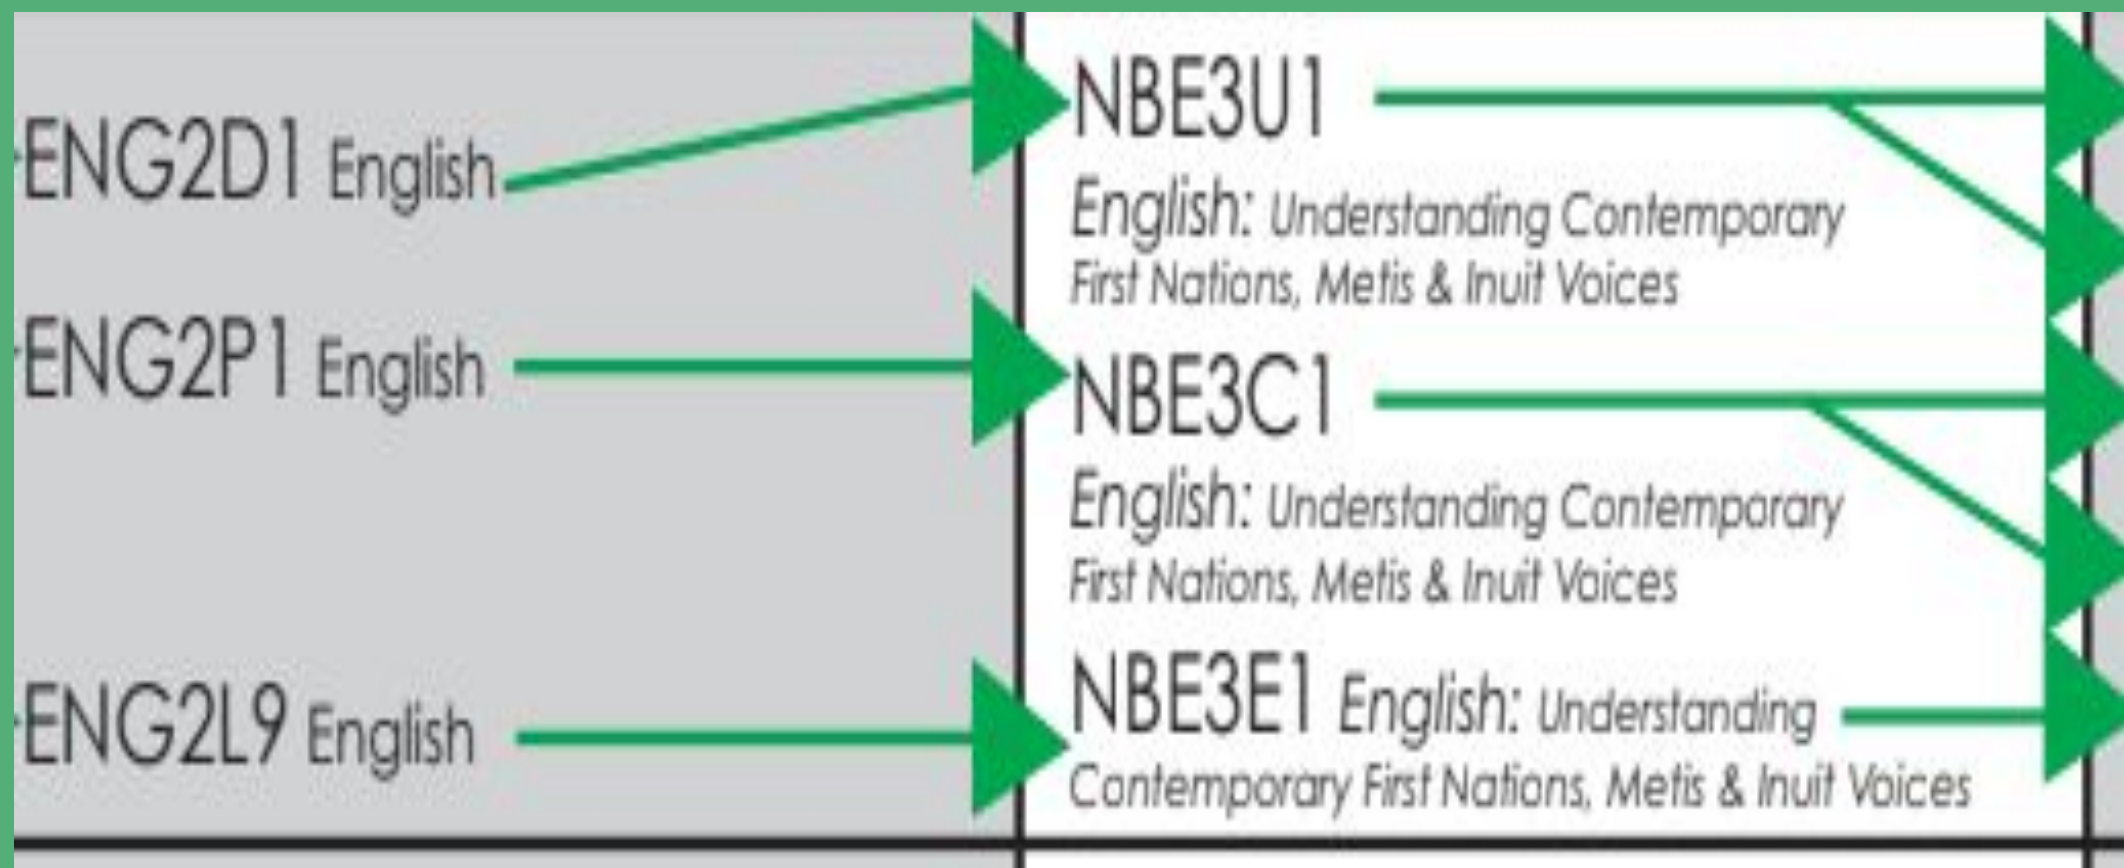 ENG2D1 English
ENG2P1 English
ENG2L9 English
NBE3U1
English: Understanding Contemporary
First Nations, Metis & Inuit Voices
NBE3C1
English: Understanding Contemporary
First Nations, Metis & Inuit Voices
NBE3E1 English: Understanding
Contemporary First Nations, Metis & Inuit Voices